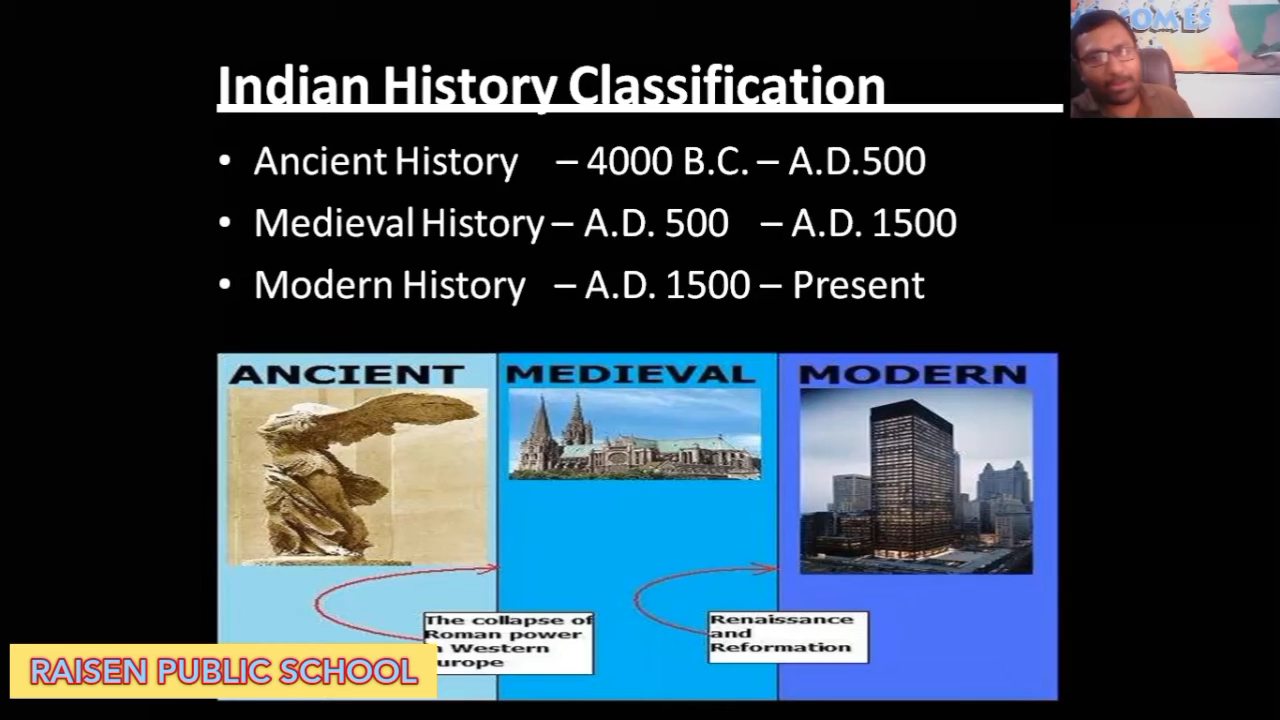 Indian History Classification
• Ancient History – 4000 B.C. – A.D.500
• Medieval History – A.D. 500 – A.D. 1500
• Modern History – A.D. 1500 – Present
ANCIENT MEDIEVAL MODERN
The collapse of
Roman power
Western
Renaissance
and
Reformation
RAISEN PUBLIC SCHOOL